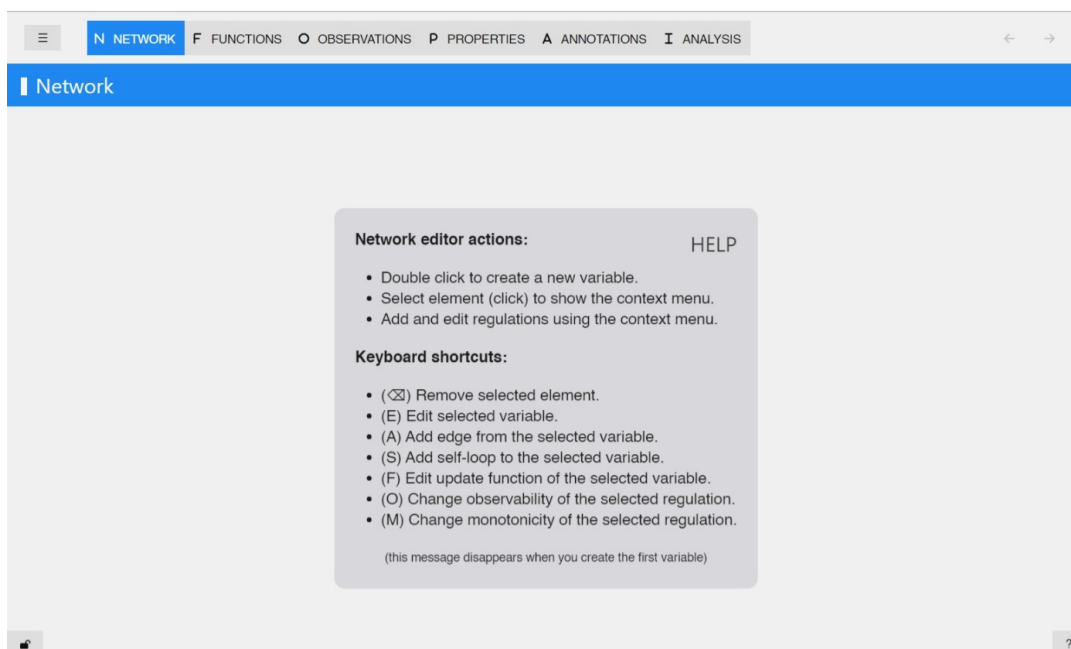 ☰ N NETWORK F FUNCTIONS O OBSERVATIONS P PROPERTIES A ANNOTATIONS I ANALYSIS ← →
Network
Network editor actions: HELP
• Double click to create a new variable.
• Select element (click) to show the context menu.
• Add and edit regulations using the context menu.
Keyboard shortcuts:
• (⌫) Remove selected element.
• (E) Edit selected variable.
• (A) Add edge from the selected variable.
• (S) Add self-loop to the selected variable.
• (F) Edit update function of the selected variable.
• (O) Change observability of the selected regulation.
• (M) Change monotonicity of the selected regulation.
(this message disappears when you create the first variable)
?